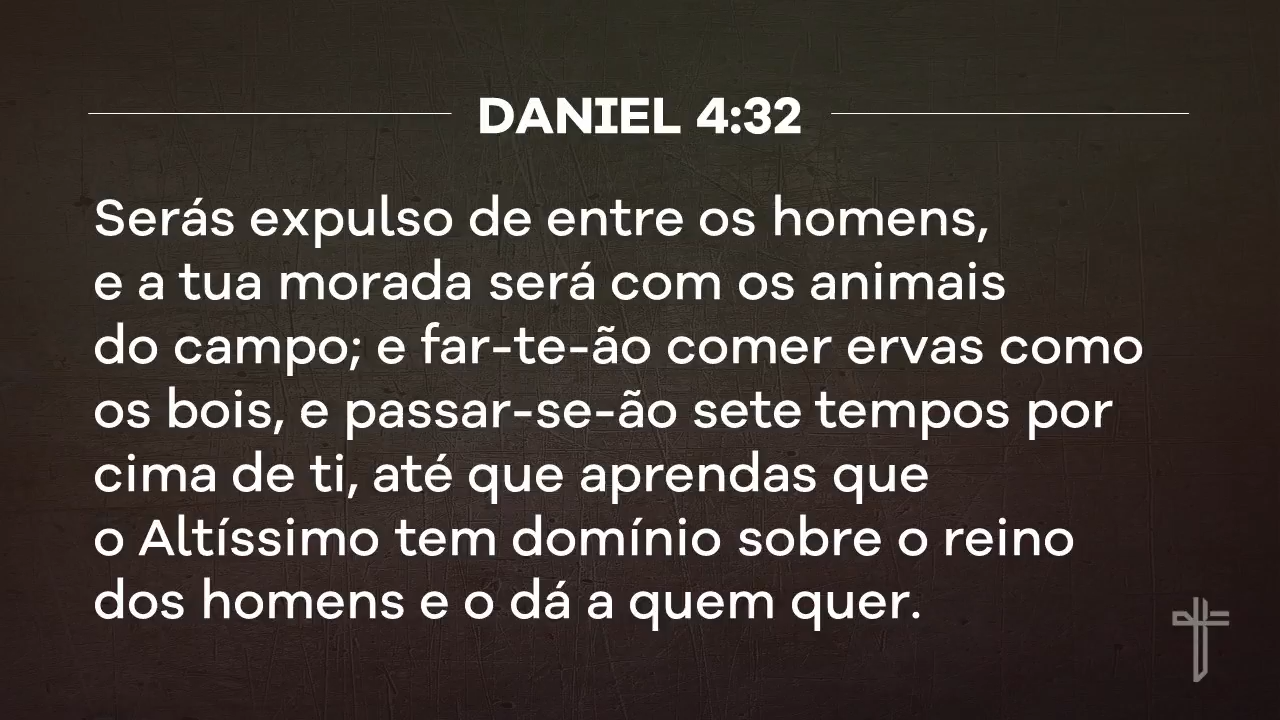 DANIEL 4:32
Serás expulso de entre os homens,
e a tua morada será com os animais
do campo; e far-te-ão comer ervas como
os bois, e passar-se-ão sete tempos por
cima de ti, até que aprendas que
o Altíssimo tem domínio sobre o reino
dos homens e o dá a quem quer.